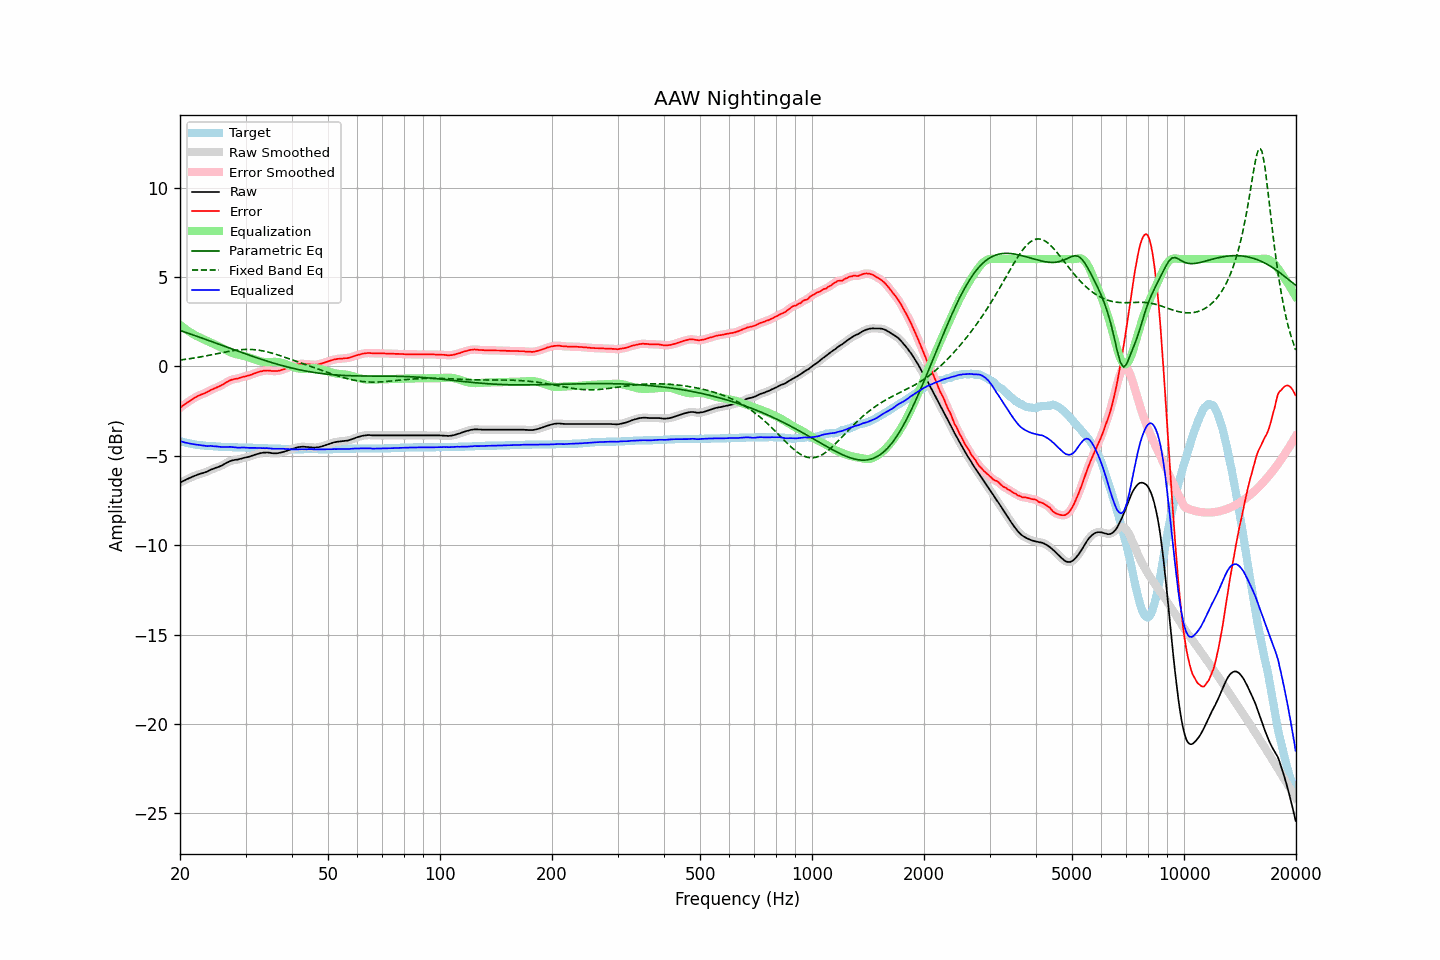 AAW Nightingale
Target
Raw Smoothed
Error Smoothed
Raw
Error
Equalization
Parametric Eq
Fixed Band Eq
Equalized
10
5
0
−5
−10
−15
−20
−25
Amplitude (dBr)
20 50 100 200 500 1000 2000 5000 10000 20000
Frequency (Hz)